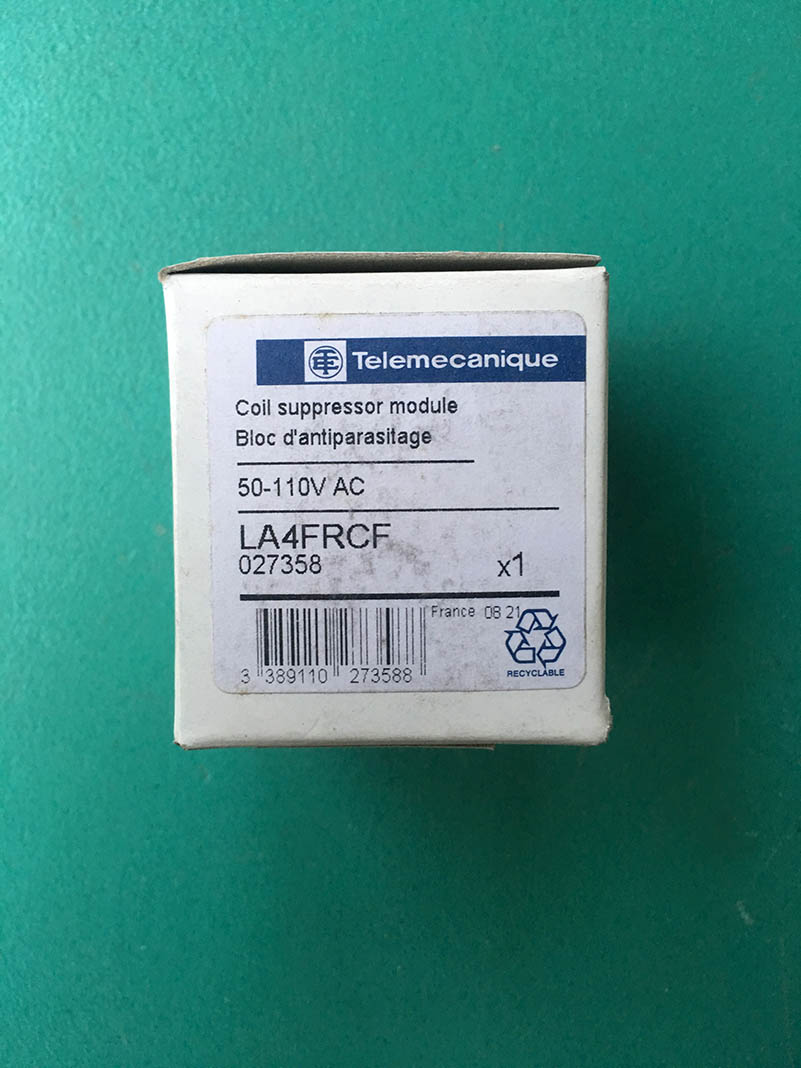 Telemecanique
Coil suppressor module
Bloc d'antiparasitage
50-110V AC
LA4FRCF
027358
x1
France 08 21
3 389110 273588
RECYCLABLE